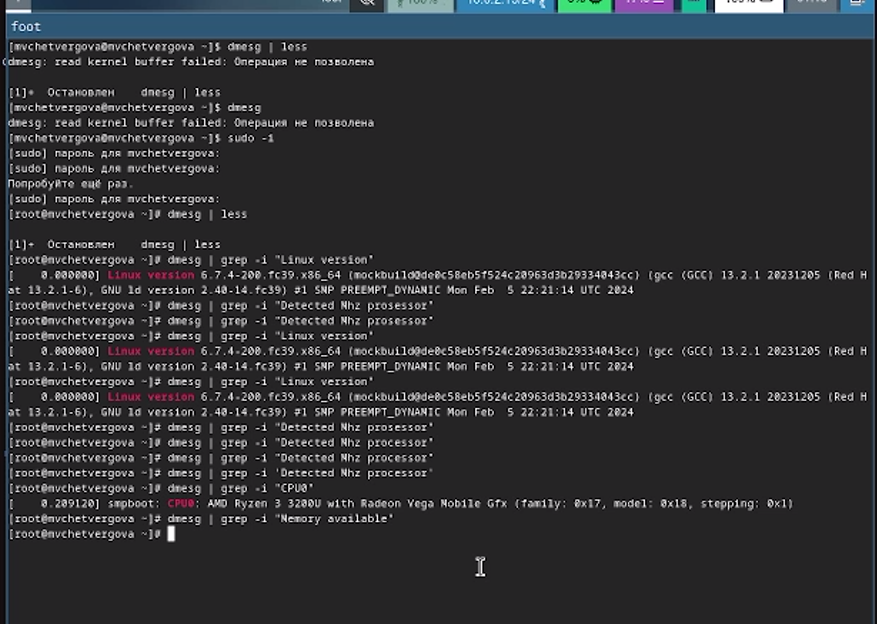 100%
10.0.2.15/24
foot
[mvchetvergova@mvchetvergova ~]$ dmesg | less
dmesg: read kernel buffer failed: Операция не позволена
[1]+  Остановлен    dmesg | less
[mvchetvergova@mvchetvergova ~]$ dmesg
dmesg: read kernel buffer failed: Операция не позволена
[mvchetvergova@mvchetvergova ~]$ sudo -i
[sudo] пароль для mvchetvergova:
[sudo] пароль для mvchetvergova:
Попробуйте ещё раз.
[sudo] пароль для mvchetvergova:
[root@mvchetvergova ~]# dmesg | less
[1]+  Остановлен    dmesg | less
[root@mvchetvergova ~]# dmesg | grep -i "Linux version"
[    0.000000] Linux version 6.7.4-200.fc39.x86_64 (mockbuild@de0c58eb5f524c20963d3b29334043cc) (gcc (GCC) 13.2.1 20231205 (Red H
at 13.2.1-6), GNU ld version 2.40-14.fc39) #1 SMP PREEMPT_DYNAMIC Mon Feb  5 22:21:14 UTC 2024
[root@mvchetvergova ~]# dmesg | grep -i "Detected Mhz prosessor"
[root@mvchetvergova ~]# dmesg | grep -i "Detected Mhz prosessor"
[root@mvchetvergova ~]# dmesg | grep -i "Linux version"
[    0.000000] Linux version 6.7.4-200.fc39.x86_64 (mockbuild@de0c58eb5f524c20963d3b29334043cc) (gcc (GCC) 13.2.1 20231205 (Red H
at 13.2.1-6), GNU ld version 2.40-14.fc39) #1 SMP PREEMPT_DYNAMIC Mon Feb  5 22:21:14 UTC 2024
[root@mvchetvergova ~]# dmesg | grep -i "Linux version"
[    0.000000] Linux version 6.7.4-200.fc39.x86_64 (mockbuild@de0c58eb5f524c20963d3b29334043cc) (gcc (GCC) 13.2.1 20231205 (Red H
at 13.2.1-6), GNU ld version 2.40-14.fc39) #1 SMP PREEMPT_DYNAMIC Mon Feb  5 22:21:14 UTC 2024
[root@mvchetvergova ~]# dmesg | grep -i "Detected Mhz prosessor"
[root@mvchetvergova ~]# dmesg | grep -i "Detected Mhz processor"
[root@mvchetvergova ~]# dmesg | grep -i "Detected Mhz processor"
[root@mvchetvergova ~]# dmesg | grep -i 'Detected Mhz processor'
[root@mvchetvergova ~]# dmesg | grep -i "CPU0"
[    0.209120] smpboot: CPU0: AMD Ryzen 3 3200U with Radeon Vega Mobile Gfx (family: 0x17, model: 0x18, stepping: 0x1)
[root@mvchetvergova ~]# dmesg | grep -i "Memory available"
[root@mvchetvergova ~]#